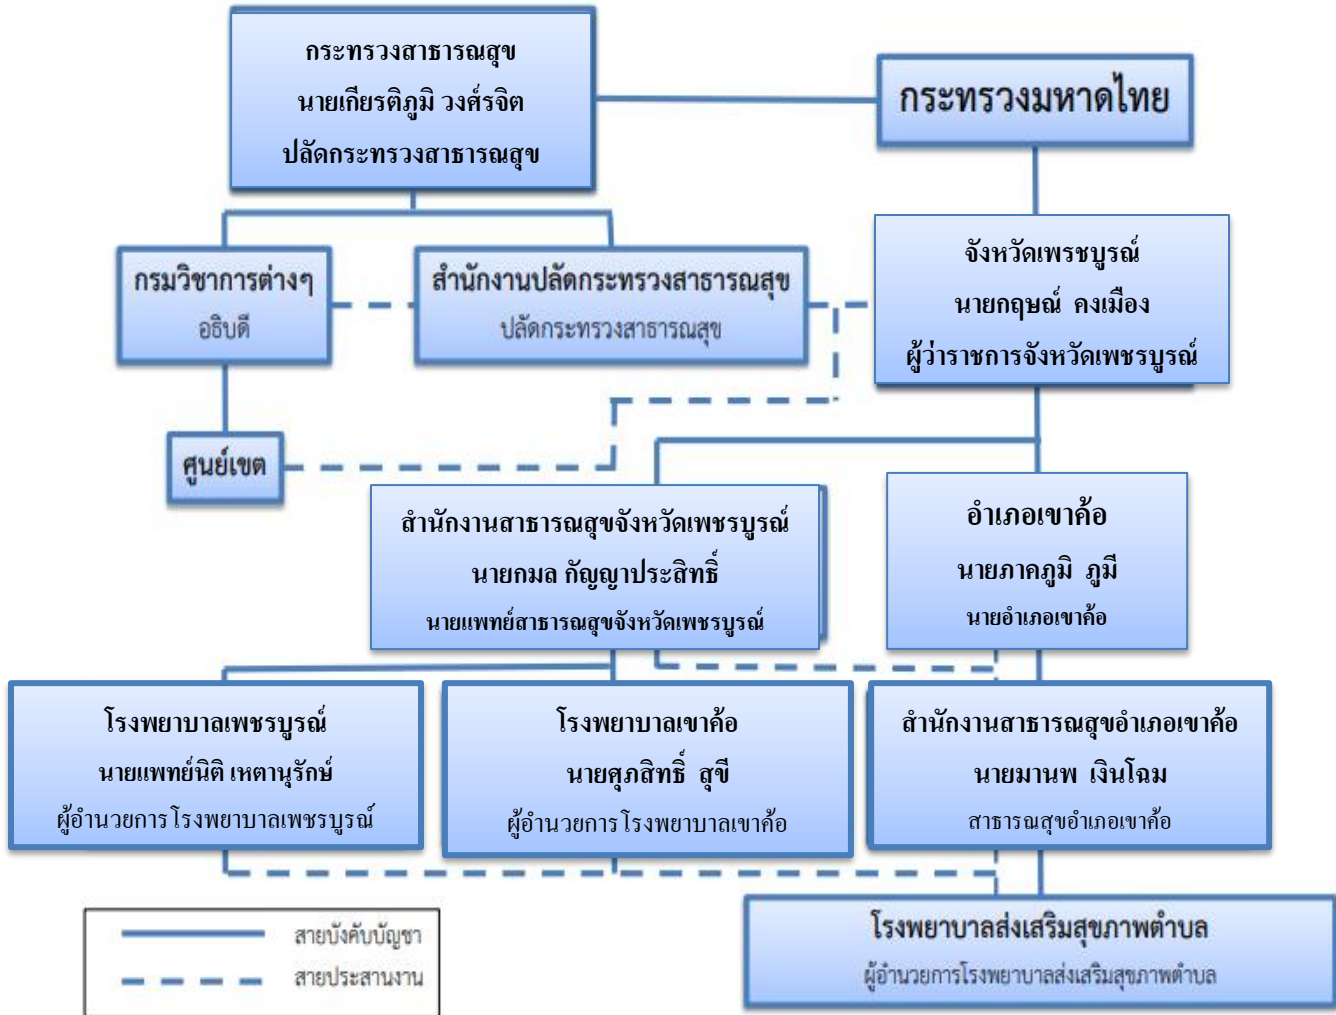 กระทรวงสาธารณสุข
นายเกียรติภูมิ วงศ์รจิต
ปลัดกระทรวงสาธารณสุข
กระทรวงมหาดไทย
กรมวิชาการต่างๆ
อธิบดี
สำนักงานปลัดกระทรวงสาธารณสุข
ปลัดกระทรวงสาธารณสุข
จังหวัดเพรชบูรณ์
นายกฤษณ์ คงเมือง
ผู้ว่าราชการจังหวัดเพชรบูรณ์
ศูนย์เขต
สำนักงานสาธารณสุขจังหวัดเพชรบูรณ์
นายกมล กัญญาประสิทธิ์
นายแพทย์สาธารณสุขจังหวัดเพชรบูรณ์
อำเภอเขาค้อ
นายภาคภูมิ ภูมี
นายอำเภอเขาค้อ
โรงพยาบาลเพชรบูรณ์
นายแพทย์นิติ เหตานุรักษ์
ผู้อำนวยการโรงพยาบาลเพชรบูรณ์
โรงพยาบาลเขาค้อ
นายศุภสิทธิ์ สุขี
ผู้อำนวยการโรงพยาบาลเขาค้อ
สำนักงานสาธารณสุขอำเภอเขาค้อ
นายมานพ เงินโฉม
สาธารณสุขอำเภอเขาค้อ
โรงพยาบาลส่งเสริมสุขภาพตำบล
ผู้อำนวยการโรงพยาบาลส่งเสริมสุขภาพตำบล
สายบังคับบัญชา
สายประสานงาน